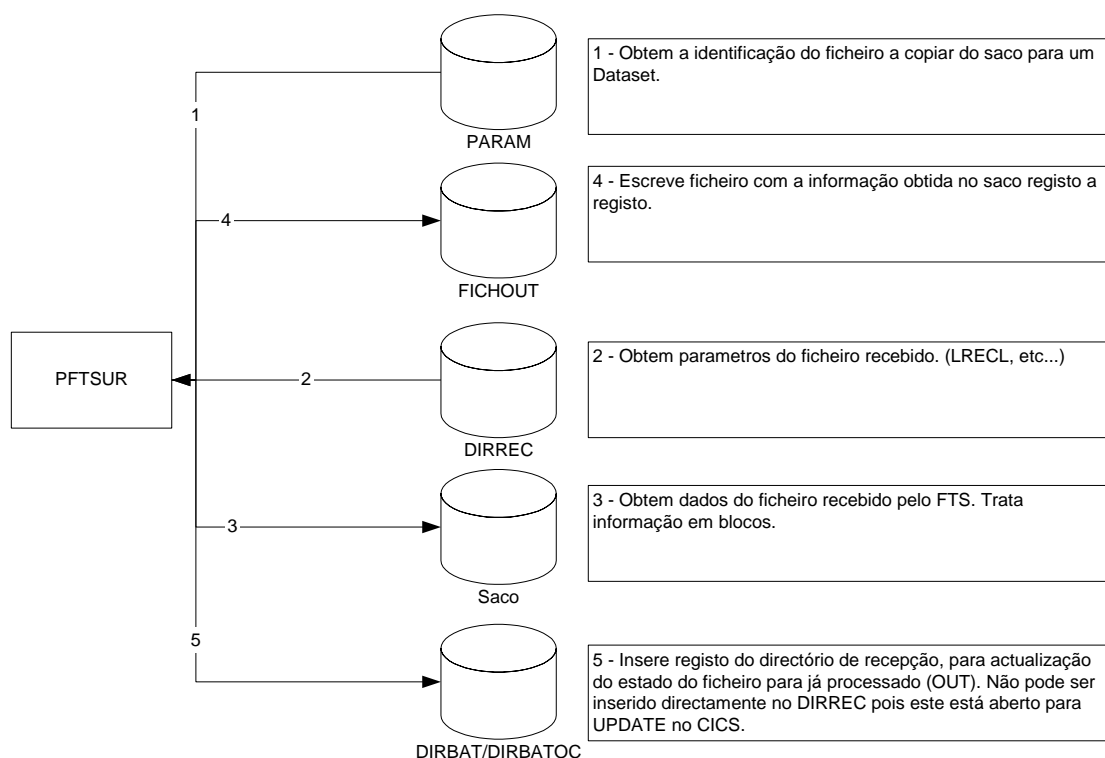 1 - Obtem a identificação do ficheiro a copiar do saco para um
Dataset.
1
PARAM
4 - Escreve ficheiro com a informação obtida no saco registo a
registo.
4
FICHOUT
PFTSUR
2 - Obtem parametros do ficheiro recebido. (LRECL, etc...)
2
DIRREC
3 - Obtem dados do ficheiro recebido pelo FTS. Trata
informação em blocos.
3
Saco
5
5 - Insere registo do directório de recepção, para actualização
do estado do ficheiro para já processado (OUT). Não pode ser
inserido directamente no DIRREC pois este está aberto para
UPDATE no CICS.
DIRBAT/DIRBATOC